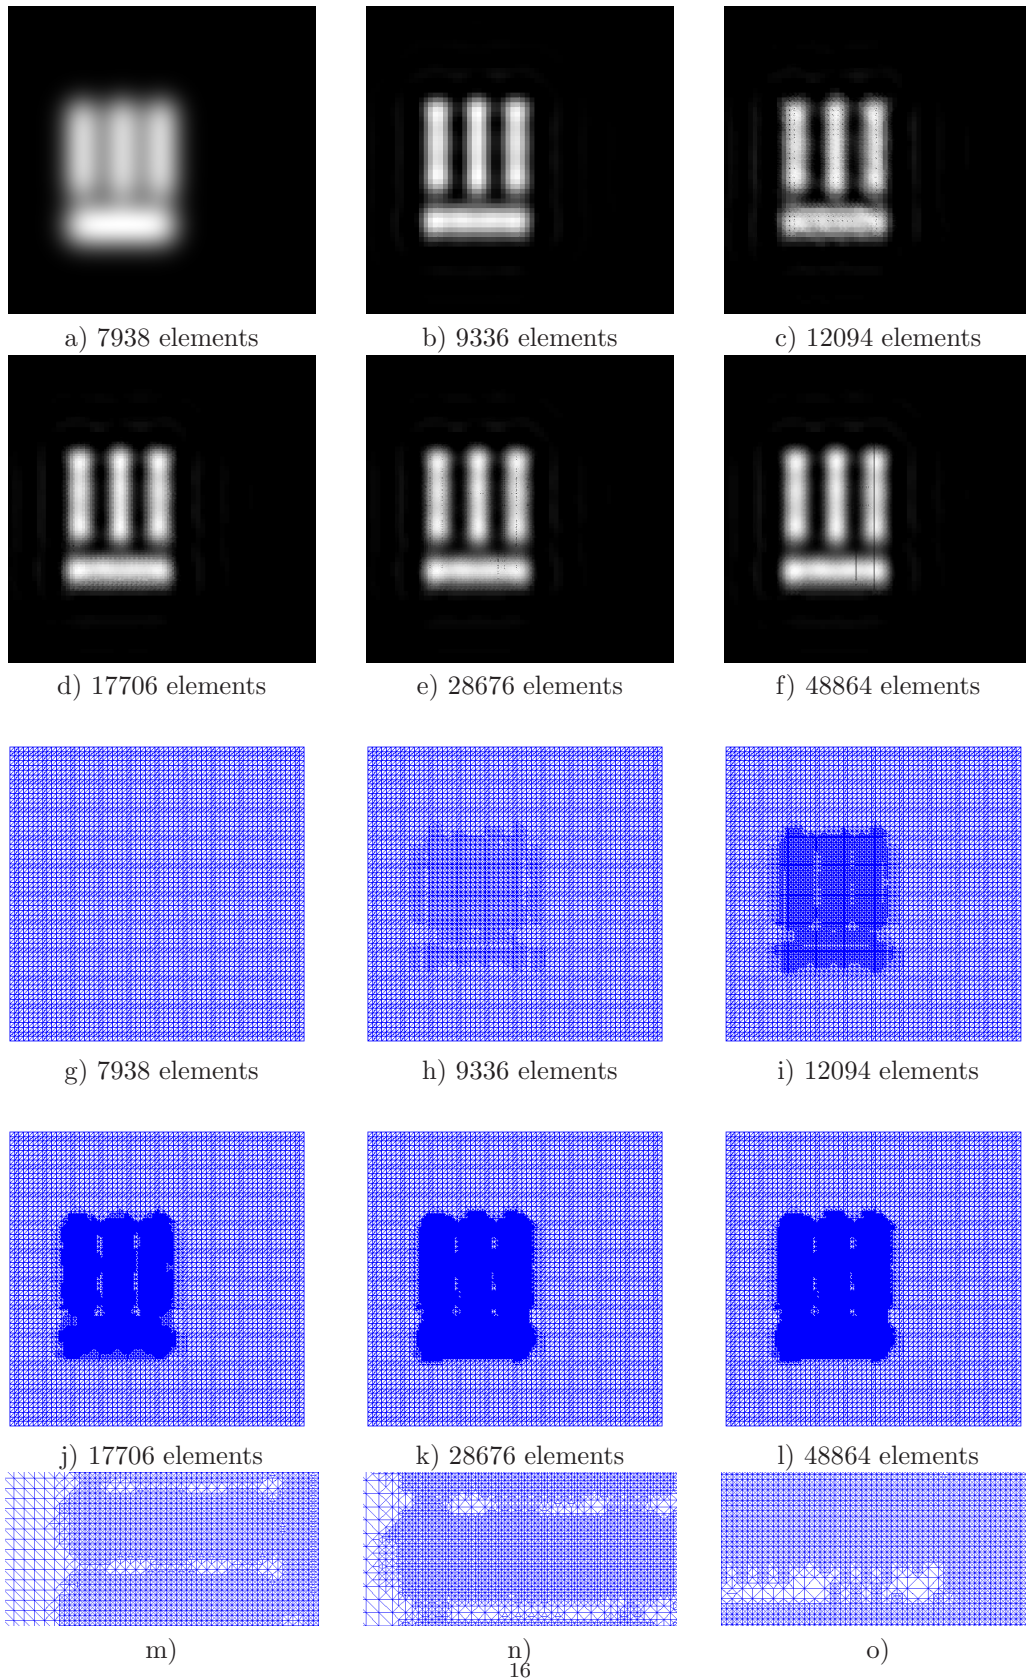 a) 7938 elements
b) 9336 elements
c) 12094 elements
d) 17706 elements
e) 28676 elements
f) 48864 elements
g) 7938 elements
h) 9336 elements
i) 12094 elements
j) 17706 elements
k) 28676 elements
l) 48864 elements
m)
n)
o)
16